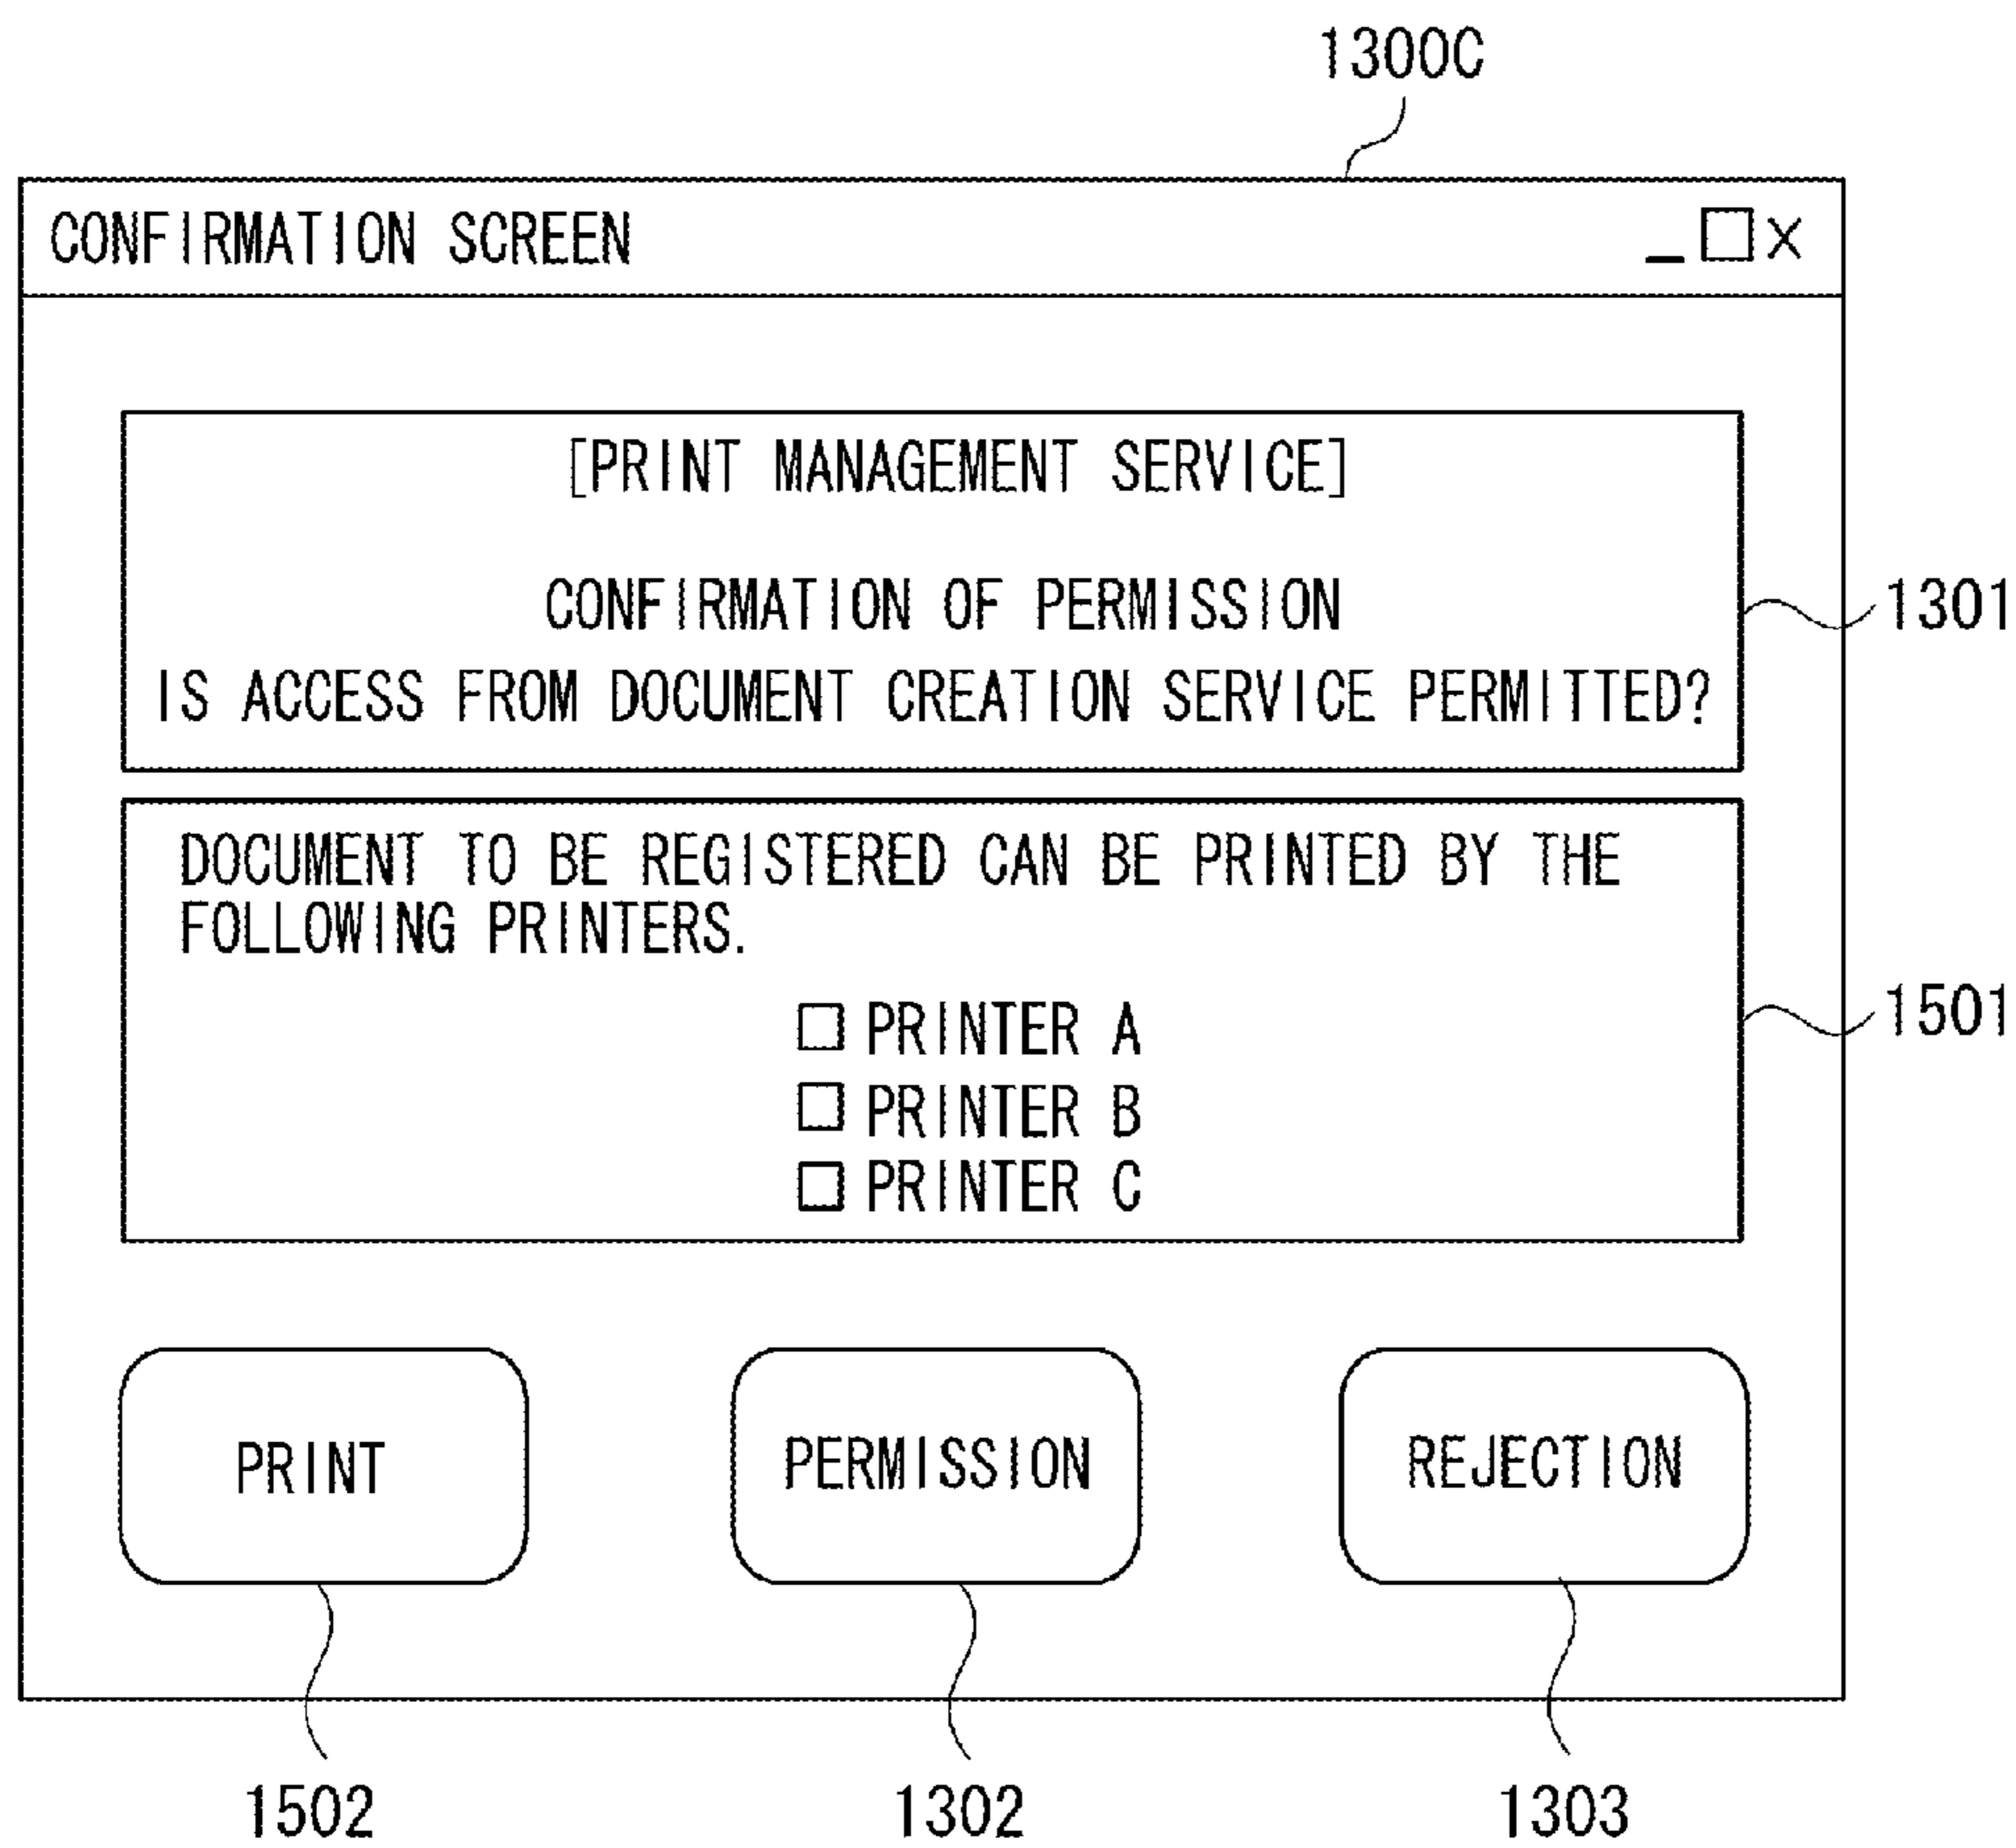 1300C
CONFIRMATION SCREEN
[PRINT MANAGEMENT SERVICE]
CONFIRMATION OF PERMISSION
IS ACCESS FROM DOCUMENT CREATION SERVICE PERMITTED?
1301
DOCUMENT TO BE REGISTERED CAN BE PRINTED BY THE
FOLLOWING PRINTERS.
PRINTER A
PRINTER B
PRINTER C
1501
PRINT
PERMISSION
REJECTION
1502
1302
1303